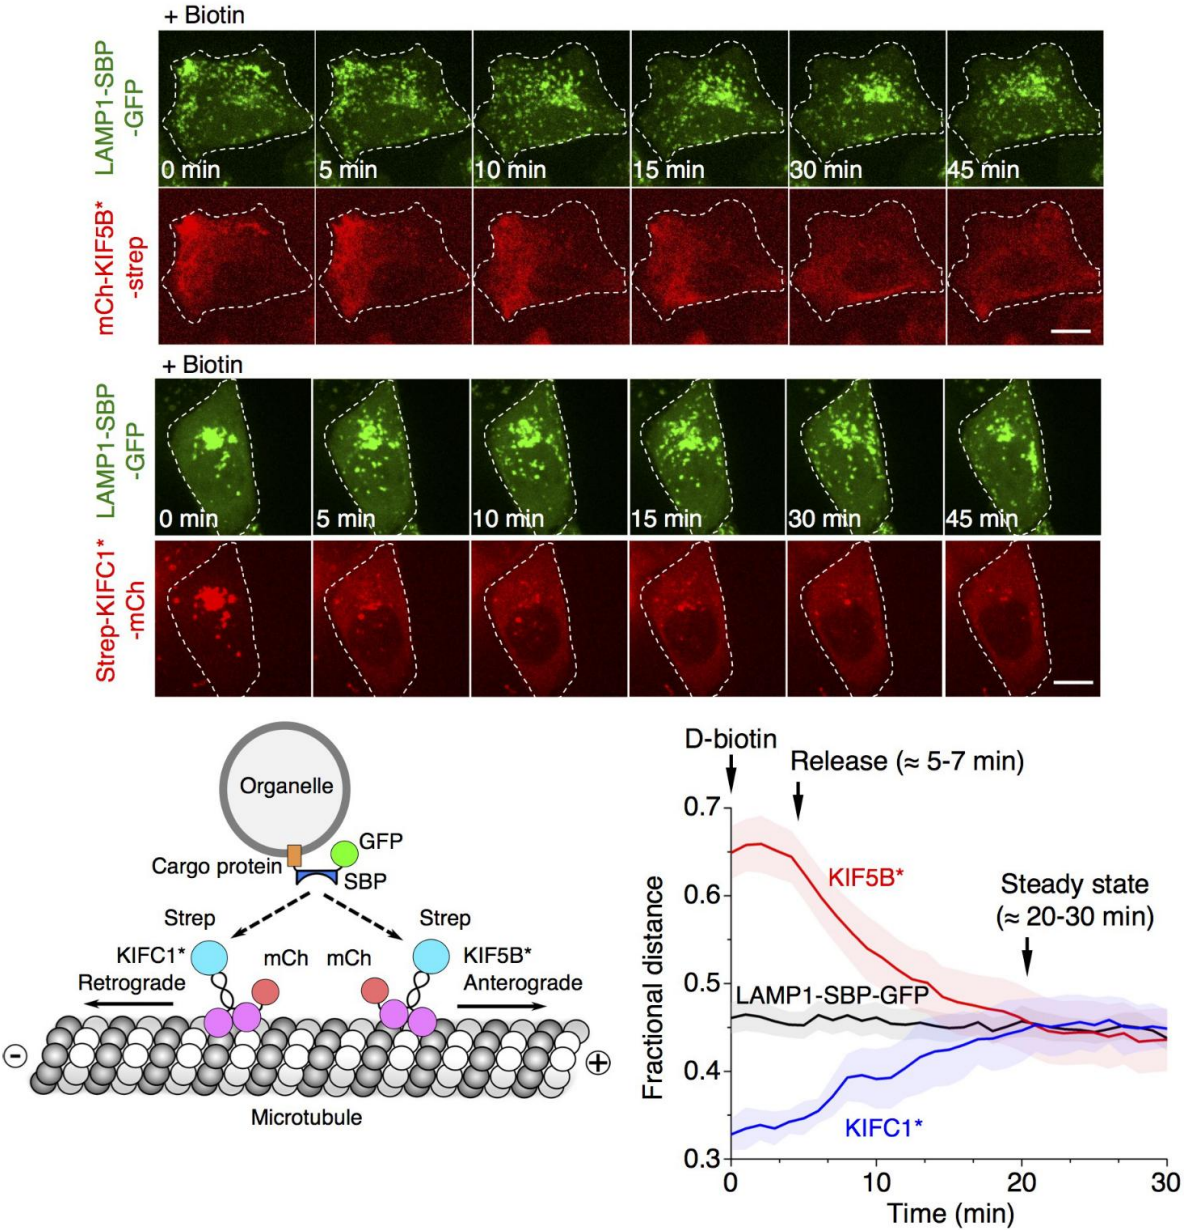 + Biotin
LAMP1-SBP
-GFP
0 min
5 min
10 min
15 min
30 min
45 min
mCh-KIF5B*
-strep
+ Biotin
LAMP1-SBP
-GFP
0 min
5 min
10 min
15 min
30 min
45 min
Strep-KIFC1*
-mCh
Organelle
GFP
Cargo protein
SBP
Strep
Strep
KIFC1*
mCh
mCh
KIF5B*
Retrograde
Anterograde
-
+
Microtubule
D-biotin
Release (≈ 5-7 min)
0.7
KIF5B*
0.6
Steady state
(≈ 20-30 min)
Fractional distance
0.5
LAMP1-SBP-GFP
0.4
KIFC1*
0.3
0
10
20
30
Time (min)